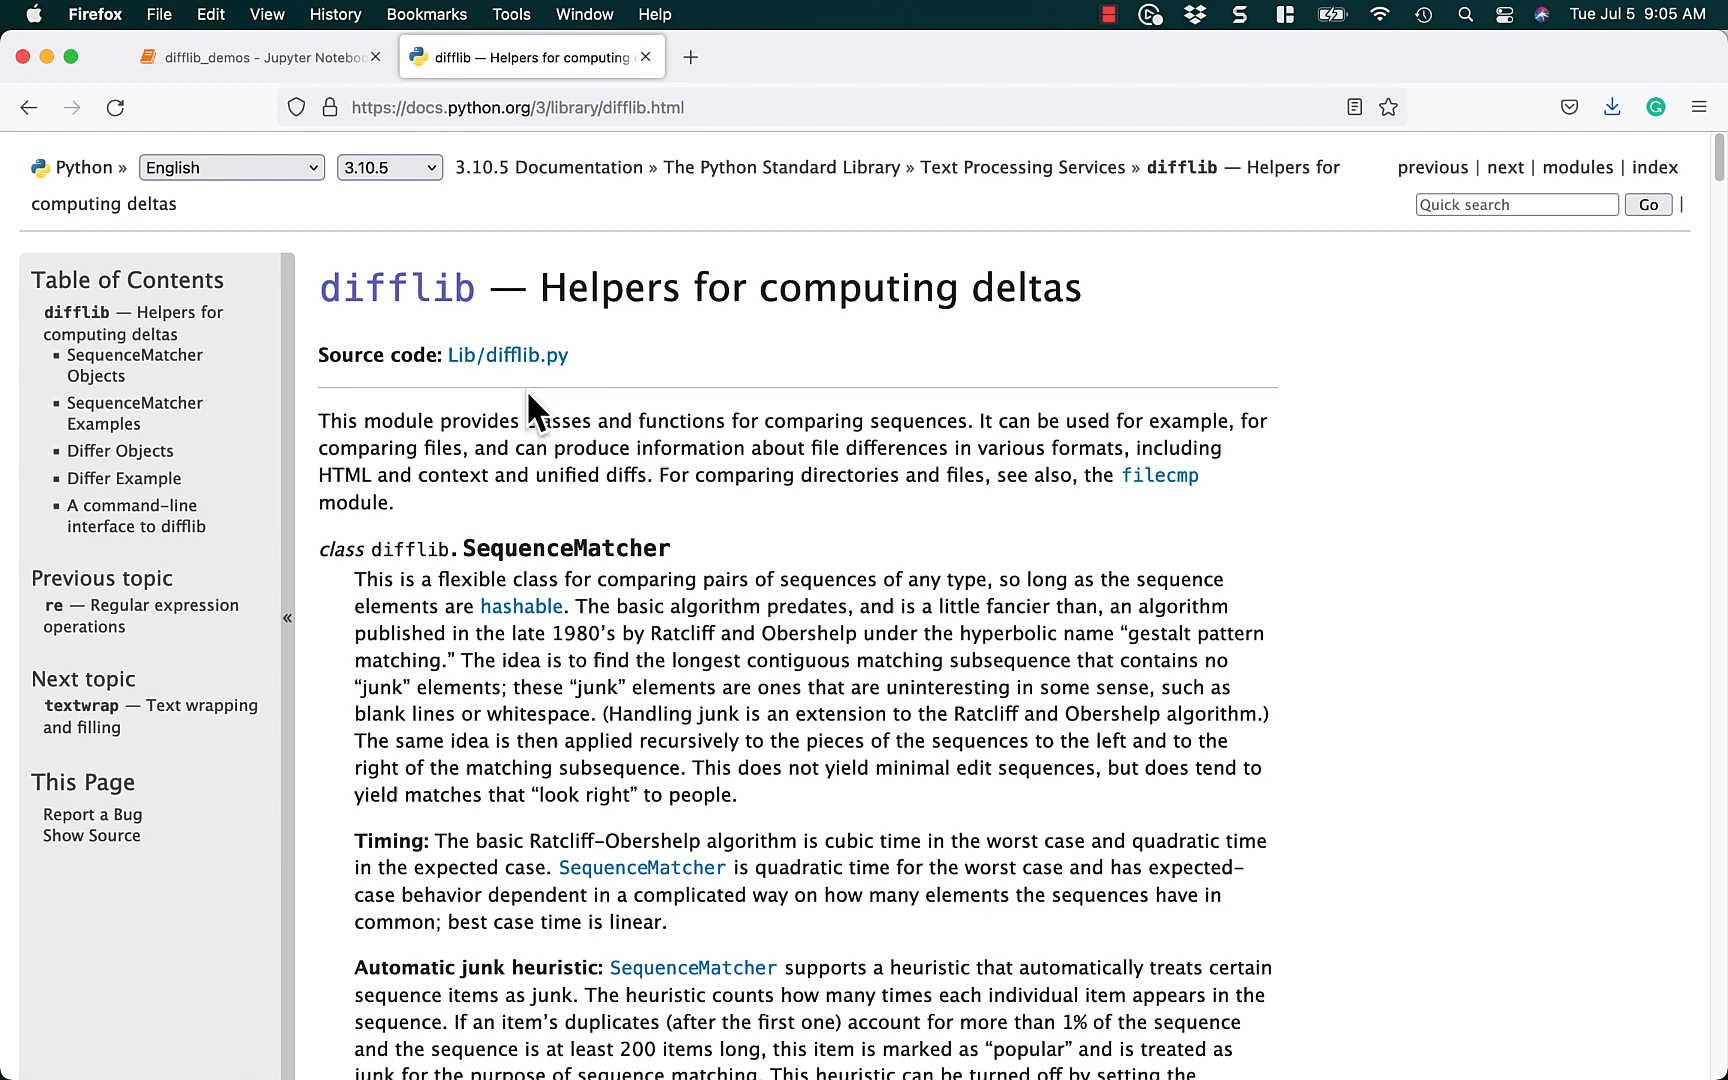 Firefox File Edit View History Bookmarks Tools Window Help Tue Jul 5 9:05 AM
difflib_demos - Jupyter Noteboo
difflib — Helpers for computing
https://docs.python.org/3/library/difflib.html
Python » English 3.10.5 3.10.5 Documentation » The Python Standard Library » Text Processing Services » difflib — Helpers for
computing deltas
previous | next | modules | index
Quick search Go |
Table of Contents
difflib — Helpers for
computing deltas
▪ SequenceMatcher
Objects
▪ SequenceMatcher
Examples
▪ Differ Objects
▪ Differ Example
▪ A command-line
interface to difflib
Previous topic
re — Regular expression
operations
Next topic
textwrap — Text wrapping
and filling
This Page
Report a Bug
Show Source
«
difflib — Helpers for computing deltas
Source code: Lib/difflib.py
This module provides classes and functions for comparing sequences. It can be used for example, for
comparing files, and can produce information about file differences in various formats, including
HTML and context and unified diffs. For comparing directories and files, see also, the filecmp
module.
class difflib.SequenceMatcher
This is a flexible class for comparing pairs of sequences of any type, so long as the sequence
elements are hashable. The basic algorithm predates, and is a little fancier than, an algorithm
published in the late 1980’s by Ratcliff and Obershelp under the hyperbolic name “gestalt pattern
matching.” The idea is to find the longest contiguous matching subsequence that contains no
“junk” elements; these “junk” elements are ones that are uninteresting in some sense, such as
blank lines or whitespace. (Handling junk is an extension to the Ratcliff and Obershelp algorithm.)
The same idea is then applied recursively to the pieces of the sequences to the left and to the
right of the matching subsequence. This does not yield minimal edit sequences, but does tend to
yield matches that “look right” to people.
Timing: The basic Ratcliff-Obershelp algorithm is cubic time in the worst case and quadratic time
in the expected case. SequenceMatcher is quadratic time for the worst case and has expected-
case behavior dependent in a complicated way on how many elements the sequences have in
common; best case time is linear.
Automatic junk heuristic: SequenceMatcher supports a heuristic that automatically treats certain
sequence items as junk. The heuristic counts how many times each individual item appears in the
sequence. If an item’s duplicates (after the first one) account for more than 1% of the sequence
and the sequence is at least 200 items long, this item is marked as “popular” and is treated as
junk for the purpose of sequence matching. This heuristic can be turned off by setting the